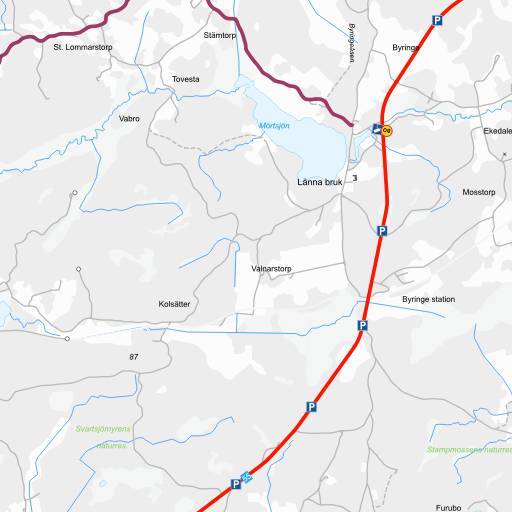 P
Byringe
St. Lommarstorp
Stämtorp
Byringeåsen
Tovesta
Vabro
Mörtsjön
Ekedale
Länna bruk
Mosstorp
P
Valnarstorp
Kolsätter
Byringe station
P
87
P
Svartsjömyrens
naturres
Stampmossens naturres
P
Furubo